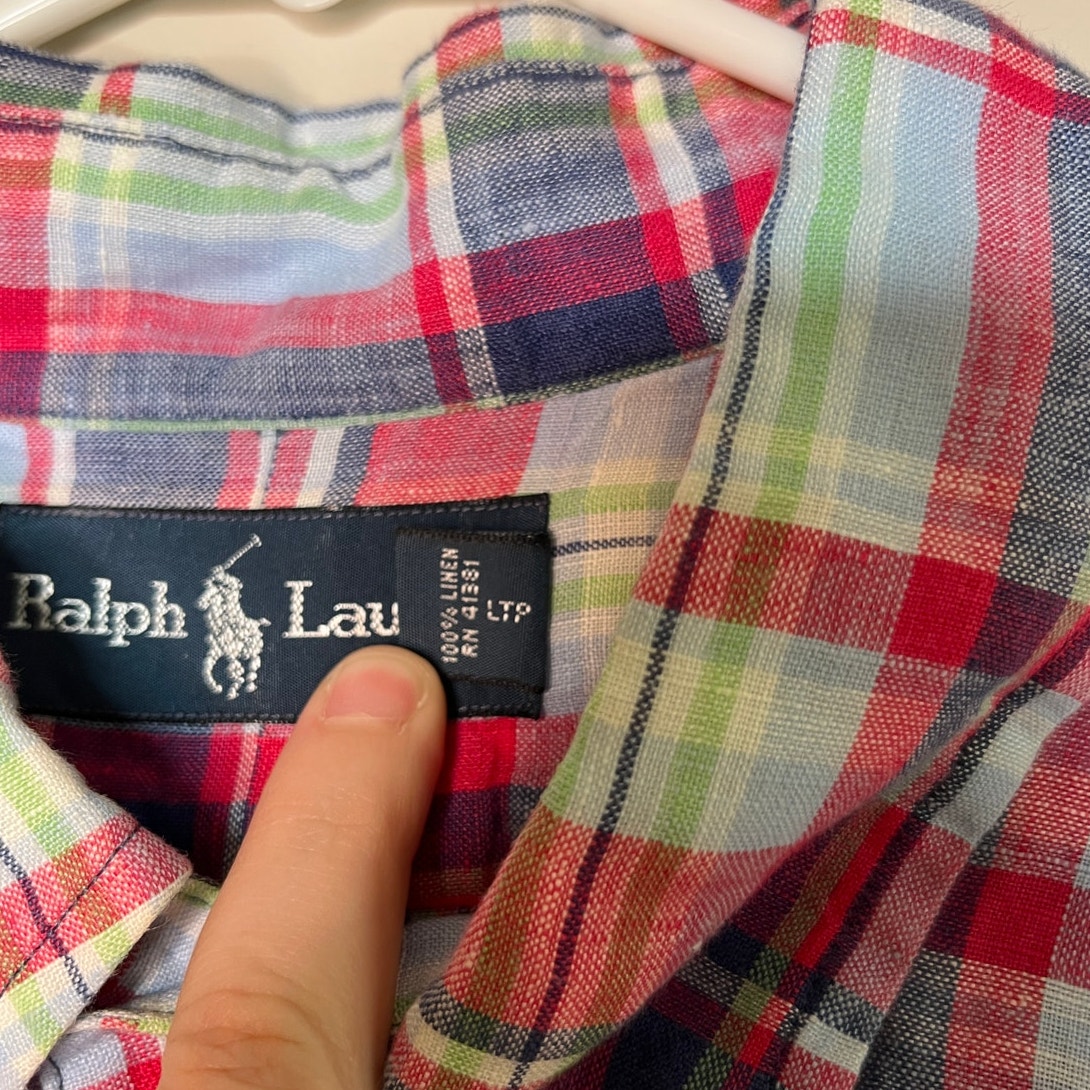 Ralph Lau
100% LINEN
RN 41381
LTP